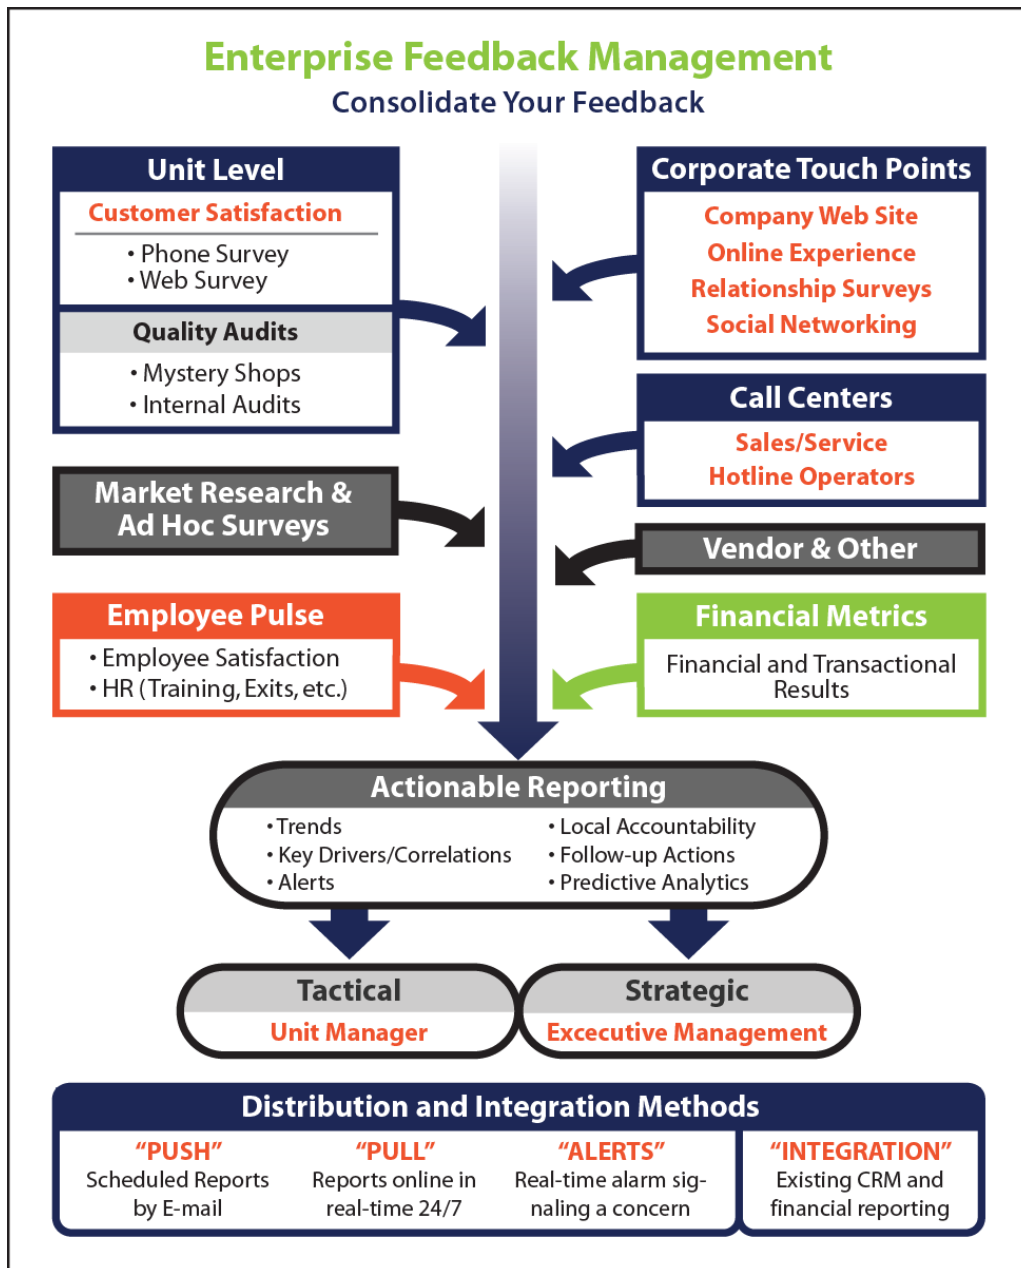 Enterprise Feedback Management
Consolidate Your Feedback
Unit Level
Customer Satisfaction
• Phone Survey
• Web Survey
Quality Audits
• Mystery Shops
• Internal Audits
Market Research &
Ad Hoc Surveys
Employee Pulse
• Employee Satisfaction
• HR (Training, Exits, etc.)
Corporate Touch Points
Company Web Site
Online Experience
Relationship Surveys
Social Networking
Call Centers
Sales/Service
Hotline Operators
Vendor & Other
Financial Metrics
Financial and Transactional
Results
Actionable Reporting
• Trends
• Key Drivers/Correlations
• Alerts
• Local Accountability
• Follow-up Actions
• Predictive Analytics
Tactical
Unit Manager
Strategic
Excecutive Management
Distribution and Integration Methods
“PUSH”
Scheduled Reports
by E-mail
“PULL”
Reports online in
real-time 24/7
“ALERTS”
Real-time alarm sig-
naling a concern
“INTEGRATION”
Existing CRM and
financial reporting